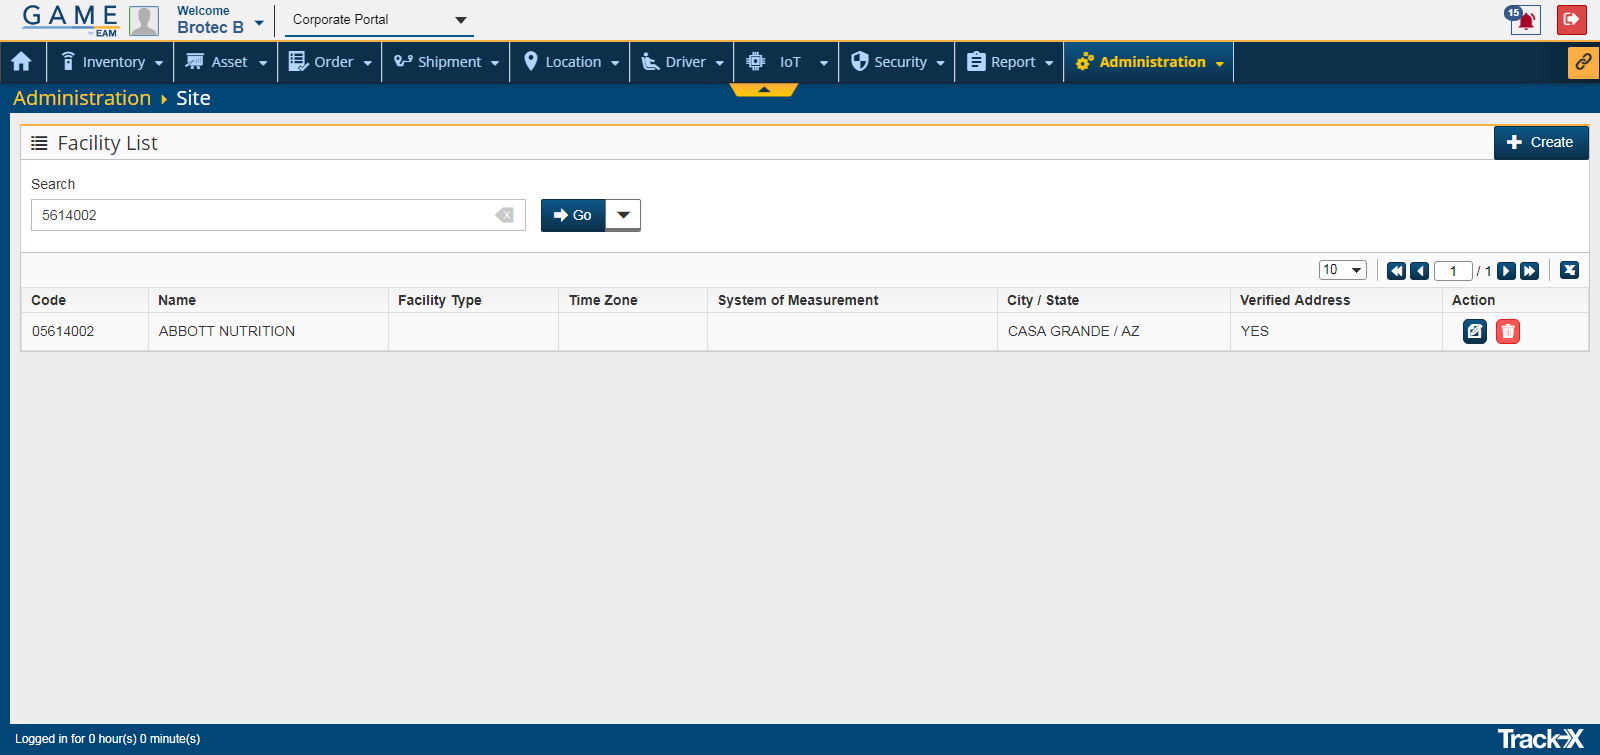 GAME
by EAM
Welcome
Brotec B
Corporate Portal
15
Inventory
Asset
Order
Shipment
Location
Driver
IoT
Security
Report
Administration
Administration Site
Facility List
Create
Search
5614002
X
Go
10
1 / 1
Code Name Facility Type Time Zone System of Measurement City / State Verified Address Action
05614002 ABBOTT NUTRITION CASA GRANDE / AZ YES
Logged in for 0 hour(s) 0 minute(s)
Track-X